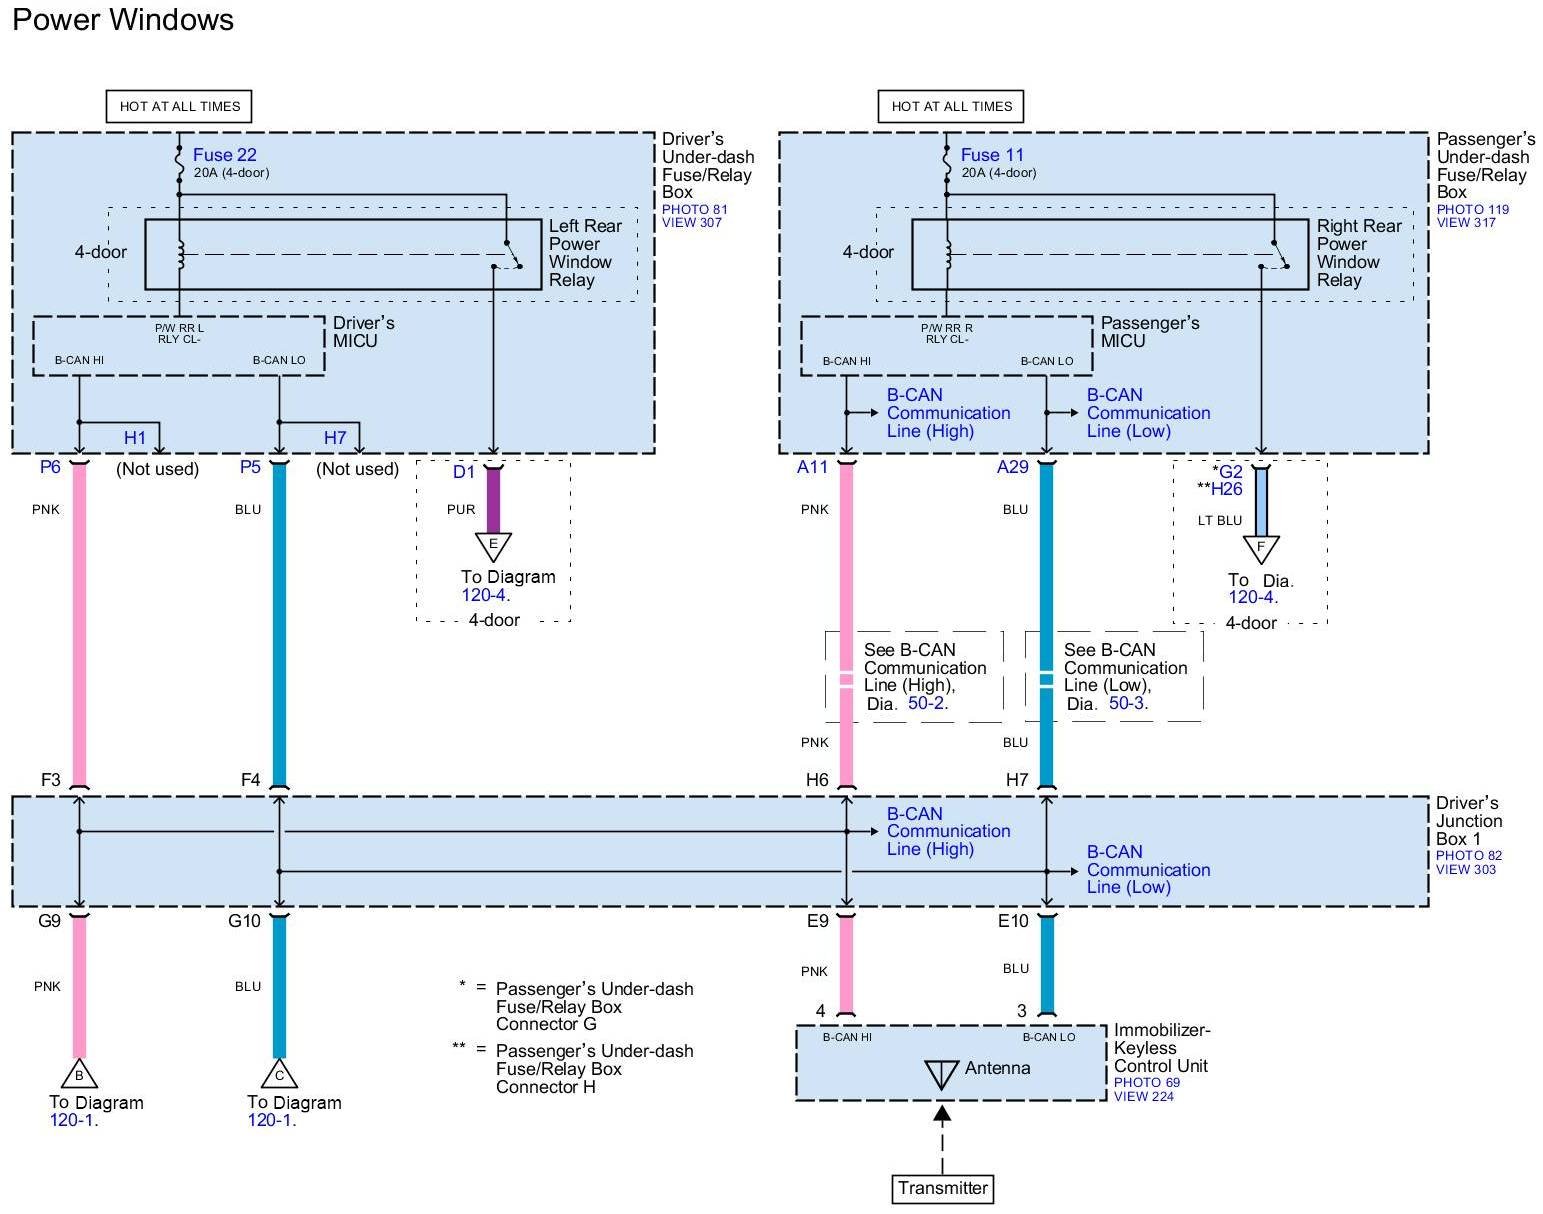 Power Windows
HOT AT ALL TIMES
Fuse 22
20A (4-door)
Driver's
Under-dash
Fuse/Relay
Box
PHOTO 81
VIEW 307
4-door
Left Rear
Power
Window
Relay
P/W RR L
RLY CL-
B-CAN HI
B-CAN LO
Driver's
MICU
H1
H7
P6
(Not used)
P5
(Not used)
D1
PNK
BLU
PUR
E
To Diagram
120-4.
4-door
HOT AT ALL TIMES
Fuse 11
20A (4-door)
Passenger's
Under-dash
Fuse/Relay
Box
PHOTO 119
VIEW 317
4-door
Right Rear
Power
Window
Relay
P/W RR R
RLY CL-
B-CAN HI
B-CAN LO
Passenger's
MICU
B-CAN
Communication
Line (High)
B-CAN
Communication
Line (Low)
A11
A29
*G2
**H26
PNK
BLU
LT BLU
F
To Dia.
120-4.
4-door
See B-CAN
Communication
Line (High),
Dia. 50-2.
See B-CAN
Communication
Line (Low),
Dia. 50-3.
PNK
BLU
F3
F4
H6
H7
B-CAN
Communication
Line (High)
B-CAN
Communication
Line (Low)
Driver's
Junction
Box 1
PHOTO 82
VIEW 303
G9
G10
E9
E10
PNK
BLU
PNK
BLU
B
To Diagram
120-1.
C
To Diagram
120-1.
* = Passenger's Under-dash
Fuse/Relay Box
Connector G
** = Passenger's Under-dash
Fuse/Relay Box
Connector H
4
3
B-CAN HI
B-CAN LO
Antenna
Immobilizer-
Keyless
Control Unit
PHOTO 69
VIEW 224
Transmitter